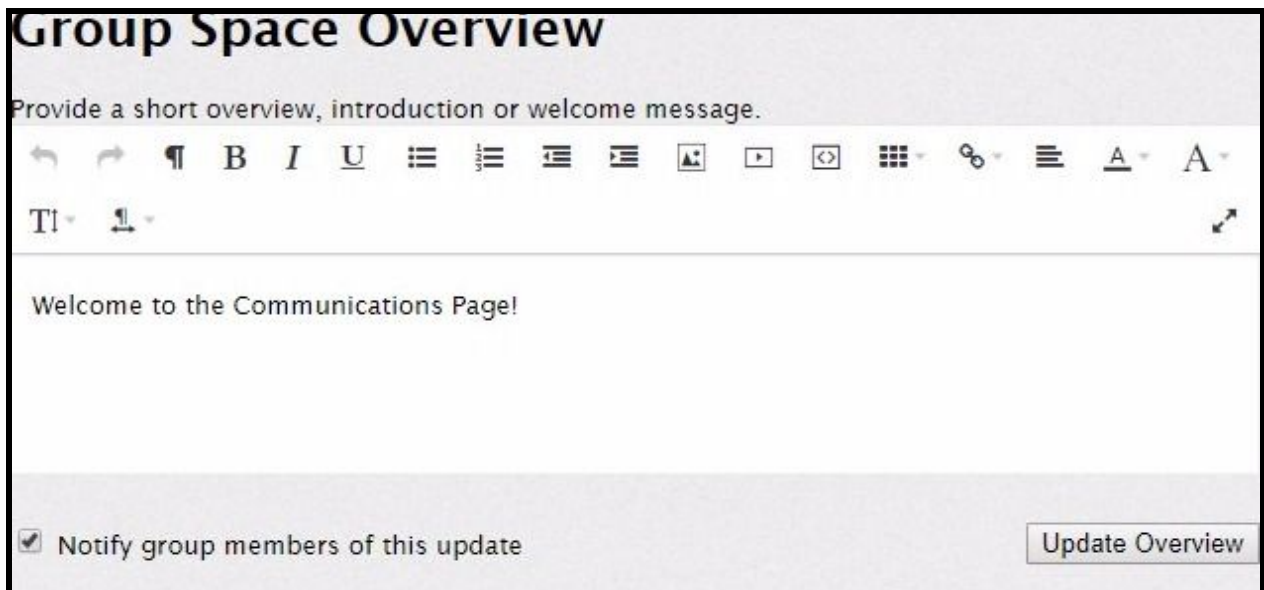 Group Space Overview
Provide a short overview, introduction or welcome message.
¶ B I U A A
T ¶
Welcome to the Communications Page!
Notify group members of this update
Update Overview